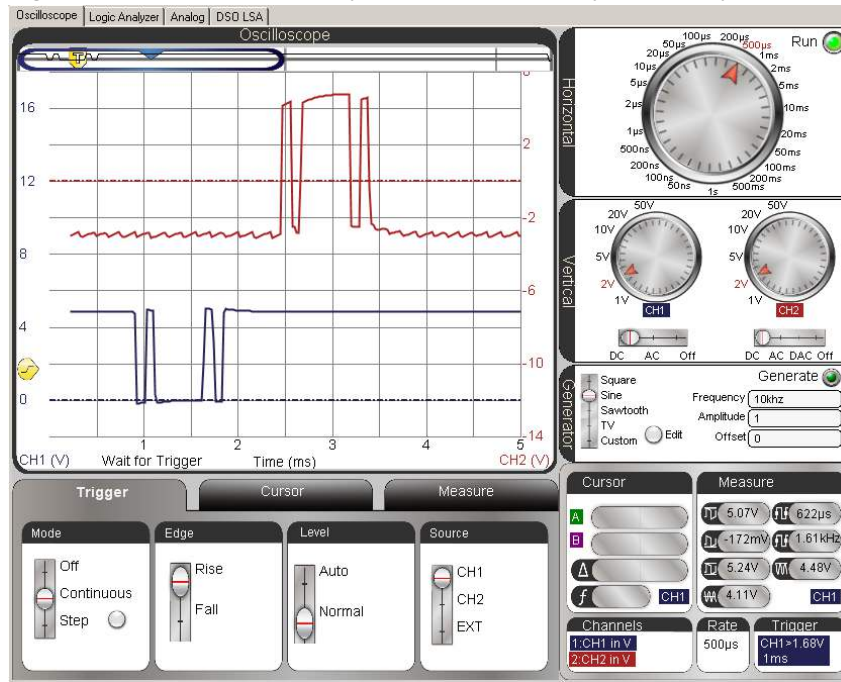 Oscilloscope Logic Analyzer Analog DSO LSA
Oscilloscope
T
16
12
8
4
0
2
-2
-6
-10
-14
1 2 3 4 5
CH1 (V) Wait for Trigger Time (ms) CH2 (V)
Horizontal
Run
100µs 200µs
50µs 500µs
20µs 1ms
10µs 2ms
5µs 5ms
2µs 10ms
1µs 20ms
500ns 50ms
200ns 100ms
100ns 200ms
50ns 1s 500ms
Vertical
50V 50V
20V 20V
10V 10V
5V 5V
2V 2V
1V 1V
CH1 CH2
DC AC Off DC AC DAC Off
Generator
Square
Sine
Sawtooth
TV
Custom
Edit
Generate
Frequency 10khz
Amplitude 1
Offset 0
Trigger Cursor Measure
Mode
Off
Continuous
Step
Edge
Rise
Fall
Level
Auto
Normal
Source
CH1
CH2
EXT
Cursor
A
B
Δ
f CH1
Measure
5.07V 622µs
-172mV 1.61kHz
5.24V 4.48V
4.11V CH1
Channels
1:CH1 in V
2:CH2 in V
Rate
500µs
Trigger
CH1>1.68V
1ms